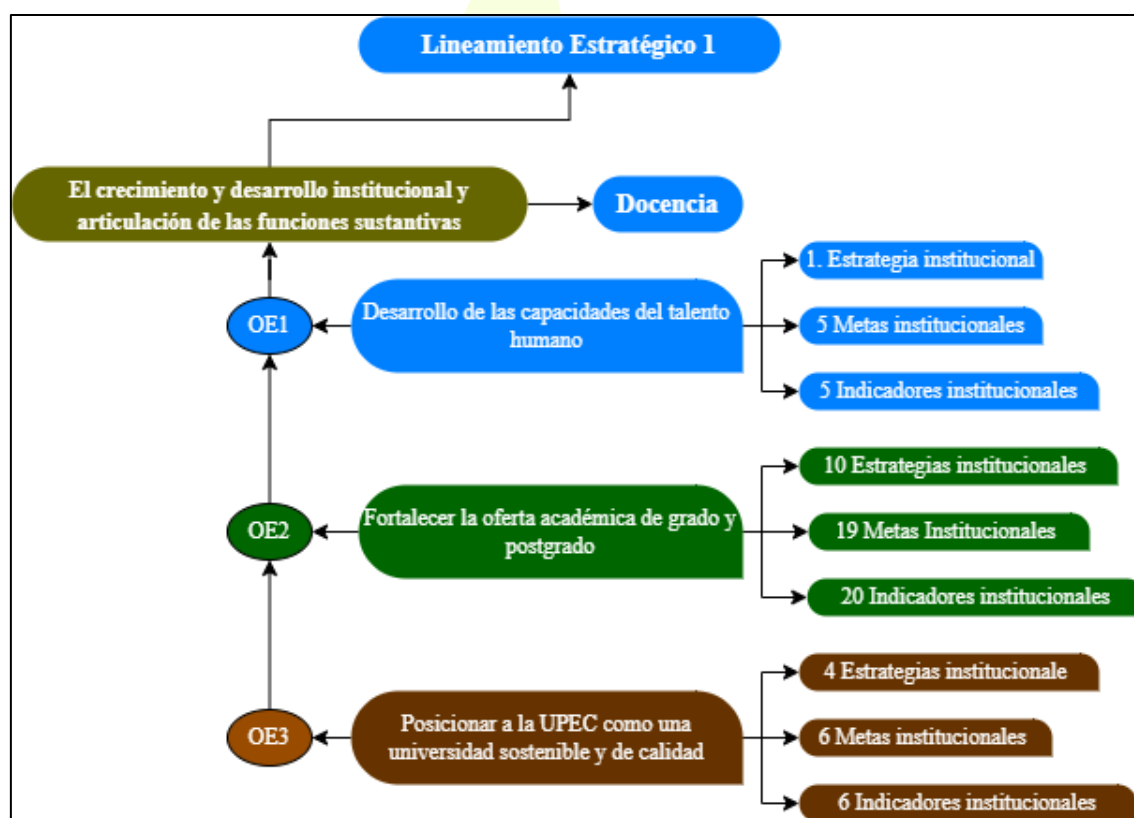 Lineamiento Estratégico 1
El crecimiento y desarrollo institucional y
articulación de las funciones sustantivas
Docencia
OE1
Desarrollo de las capacidades del talento
humano
1. Estrategia institucional
5 Metas institucionales
5 Indicadores institucionales
OE2
Fortalecer la oferta académica de grado y
postgrado
10 Estrategias institucionales
19 Metas Institucionales
20 Indicadores institucionales
OE3
Posicionar a la UPEC como una
universidad sostenible y de calidad
4 Estrategias institucionale
6 Metas institucionales
6 Indicadores institucionales